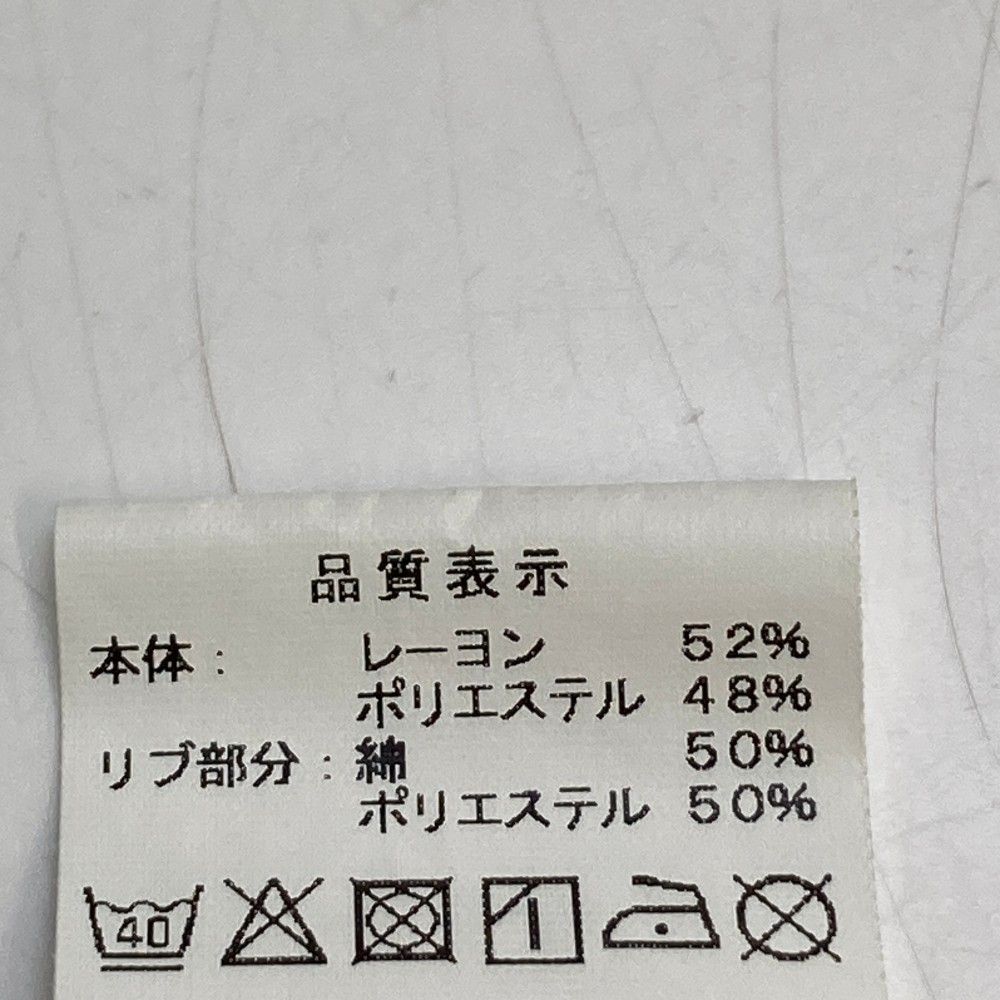 品質表示
本体： レーヨン 52%
ポリエステル 48%
リブ部分：綿 50%
ポリエステル 50%
40